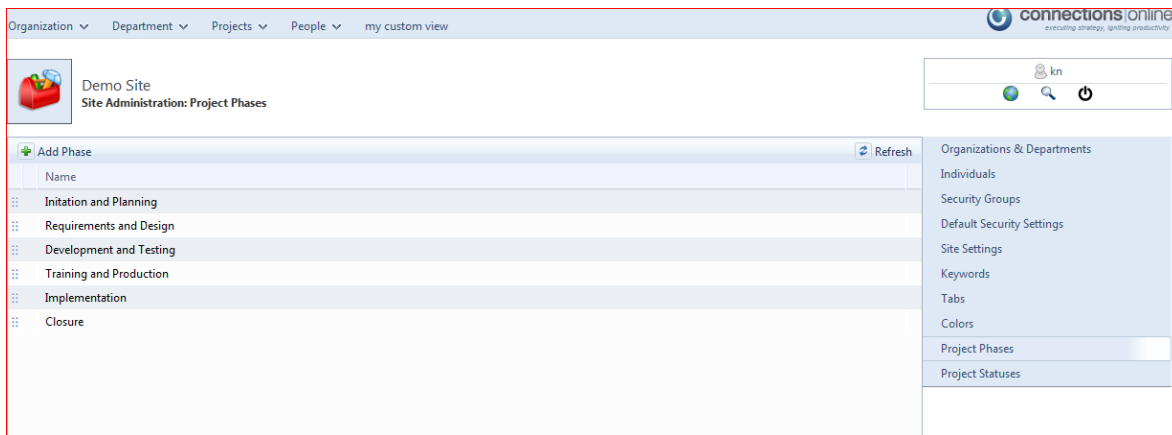 Organization Department Projects People my custom view
connections|online
executing strategy, igniting productivity
Demo Site
Site Administration: Project Phases
kn
Add Phase Refresh
Name
Initation and Planning
Requirements and Design
Development and Testing
Training and Production
Implementation
Closure
Organizations & Departments
Individuals
Security Groups
Default Security Settings
Site Settings
Keywords
Tabs
Colors
Project Phases
Project Statuses